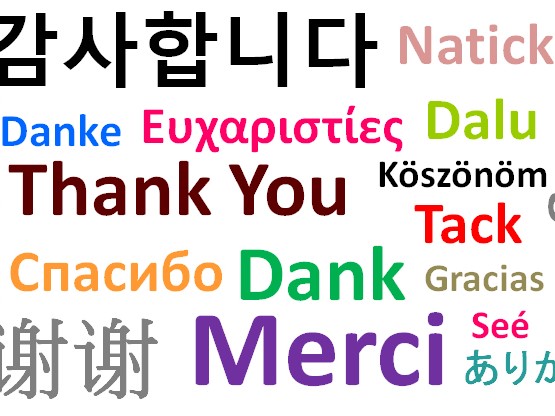 감사합니다 Natick
Danke Ευχαριστίες Dalu
Thank You Köszönöm
Tack
Спасибо Dank Gracias
谢谢 Merci Seé
ありか